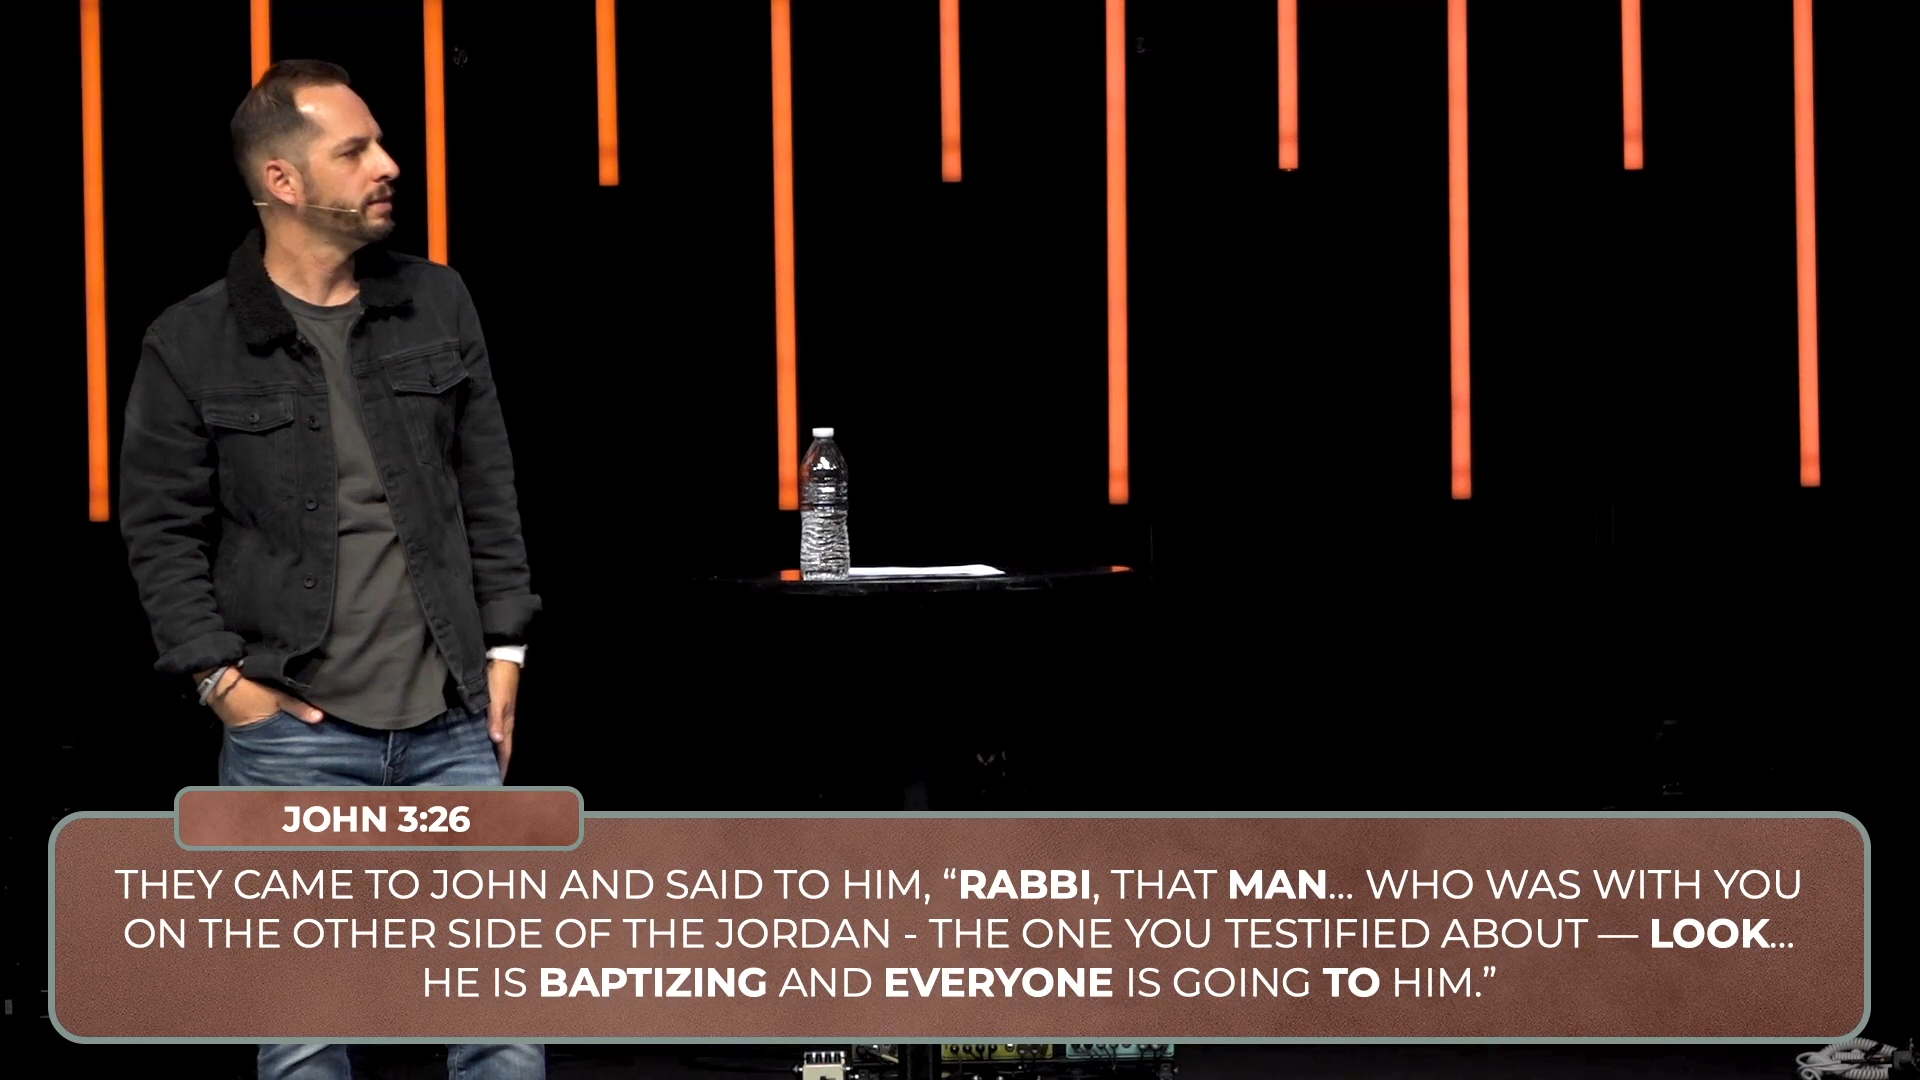 JOHN 3:26
THEY CAME TO JOHN AND SAID TO HIM, “RABBI, THAT MAN... WHO WAS WITH YOU
ON THE OTHER SIDE OF THE JORDAN - THE ONE YOU TESTIFIED ABOUT — LOOK...
HE IS BAPTIZING AND EVERYONE IS GOING TO HIM.”